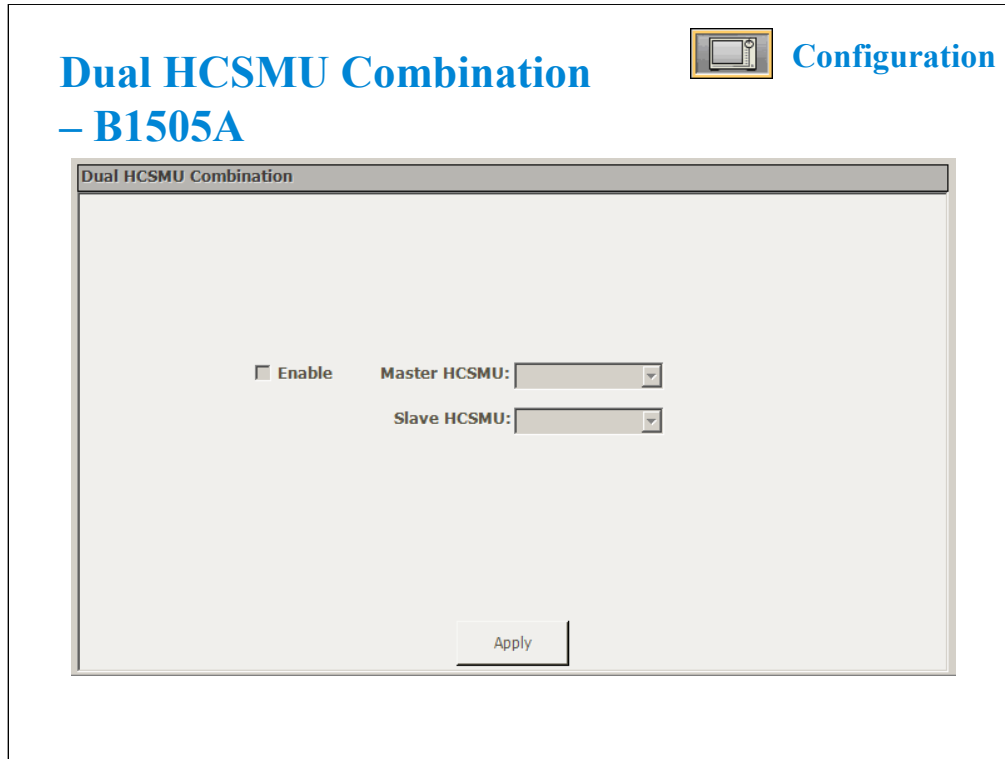 Dual HCSMU Combination
– B1505A
Configuration
Dual HCSMU Combination
Enable Master HCSMU:
Slave HCSMU:
Apply